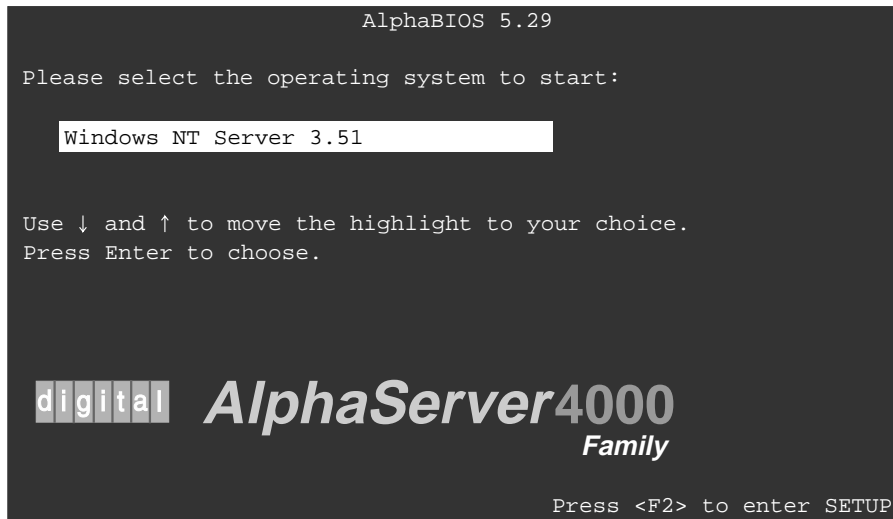 AlphaBIOS 5.29
Please select the operating system to start:
Windows NT Server 3.51
Use ↓ and ↑ to move the highlight to your choice.
Press Enter to choose.
digital AlphaServer4000
Family
Press <F2> to enter SETUP